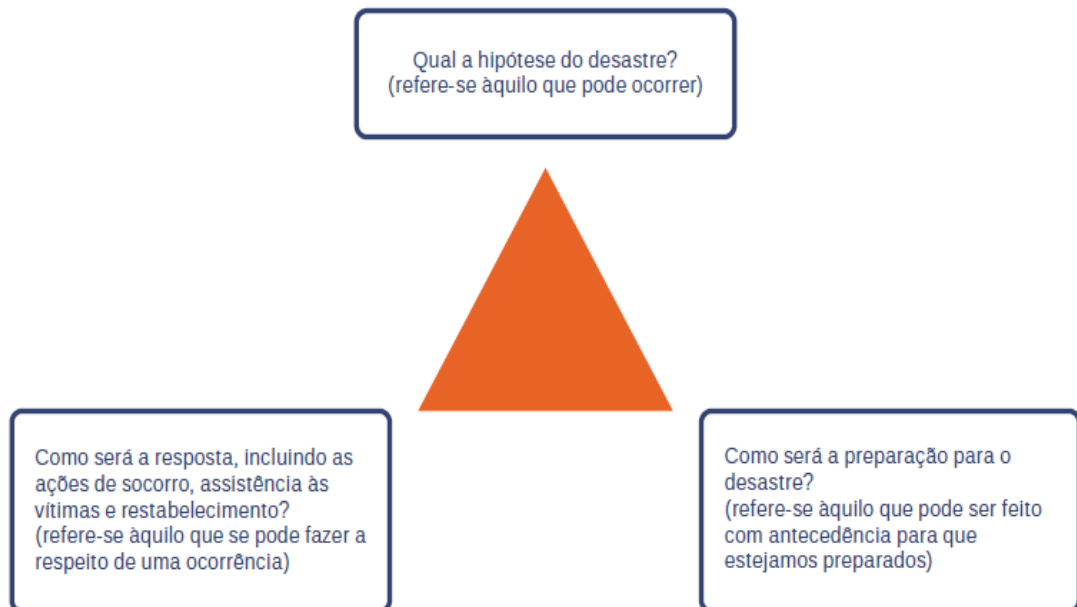 Qual a hipótese do desastre?
(refere-se àquilo que pode ocorrer)
Como será a resposta, incluindo as
ações de socorro, assistência às
vítimas e restabelecimento?
(refere-se àquilo que se pode fazer a
respeito de uma ocorrência)
Como será a preparação para o
desastre?
(refere-se àquilo que pode ser feito
com antecedência para que
estejamos preparados)